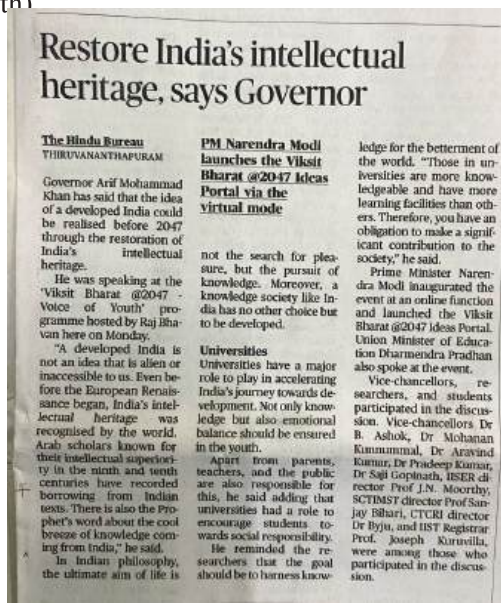 th)
Restore India's intellectual
heritage, says Governor
The Hindu Bureau
THIRUVANANTHAPURAM
Governor Arif Mohammad
Khan has said that the idea
of a developed India could
be realised before 2047
through the restoration of
India's intellectual
heritage.
He was speaking at the
'Viksit Bharat @2047 -
Voice of Youth' pro-
gramme hosted by Raj Bha-
van here on Monday.
"A developed India is
not an idea that is alien or
inaccessible to us. Even be-
fore the European Renais-
sance began, India's intel-
lectual heritage was
recognised by the world.
Arab scholars known for
their intellectual superiori-
ty in the ninth and tenth
centuries have recorded
borrowing from Indian
texts. There is also the Pro-
phet's word about the cool
breeze of knowledge com-
ing from India," he said.
In Indian philosophy,
the ultimate aim of life is
PM Narendra Modi
launches the Viksit
Bharat @2047 Ideas
Portal via the
virtual mode
not the search for plea-
sure, but the pursuit of
knowledge. Moreover, a
knowledge society like In-
dia has no other choice but
to be developed.
Universities
Universities have a major
role to play in accelerating
India's journey towards de-
velopment. Not only know-
ledge but also emotional
balance should be ensured
in the youth.
Apart from parents,
teachers, and the public
are also responsible for
this, he said adding that
universities had a role to
encourage students to-
wards social responsibility.
He reminded the re-
searchers that the goal
should be to harness know-
ledge for the betterment of
the world. "Those in un-
iversities are more know-
ledgeable and have more
learning facilities than oth-
ers. Therefore, you have an
obligation to make a signif-
icant contribution to the
society," he said.
Prime Minister Naren-
dra Modi inaugurated the
event at an online function
and launched the Viksit
Bharat @2047 Ideas Portal.
Union Minister of Educa-
tion Dharmendra Pradhan
also spoke at the event.
Vice-chancellors, re-
searchers, and students
participated in the discus-
sion. Vice-chancellors Dr
B. Ashok, Dr Mohanan
Kunnummal, Dr Aravind
Kumar, Dr Pradeep Kumar,
Dr Saji Gopinath, IISER di-
rector Prof J.N. Moorthy,
SCTIMST director Prof San-
jay Bihari, CTCRI director
Dr Byju, and IIST Registrar
Prof. Joseph Kuruvilla,
were among those who
participated in the discus-
sion.